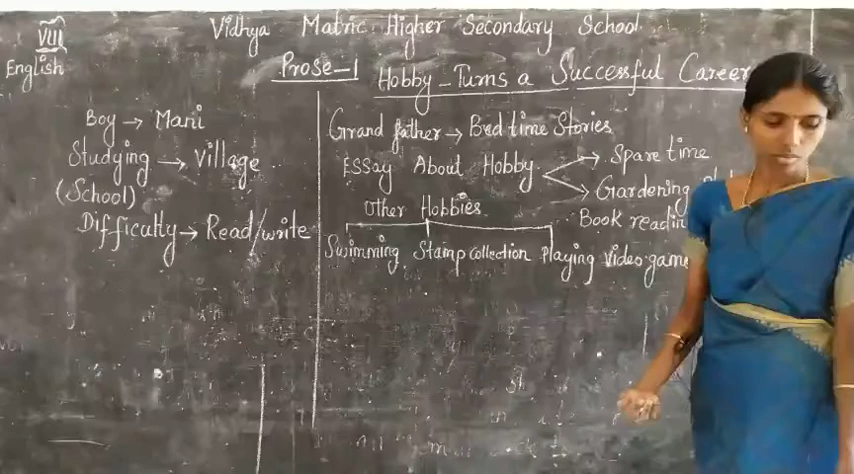 VIII
English
Vidhya Matric Higher Secondary School
Prose-1
Hobby - Turns a Successful Career
Boy → Mani
Studying → Village
(School)
Difficulty → Read/write
Grand father → Bed time Stories
Essay About Hobby
Spare time
Gardening
Book reading
Other Hobbies
Swimming Stamp collection playing video game